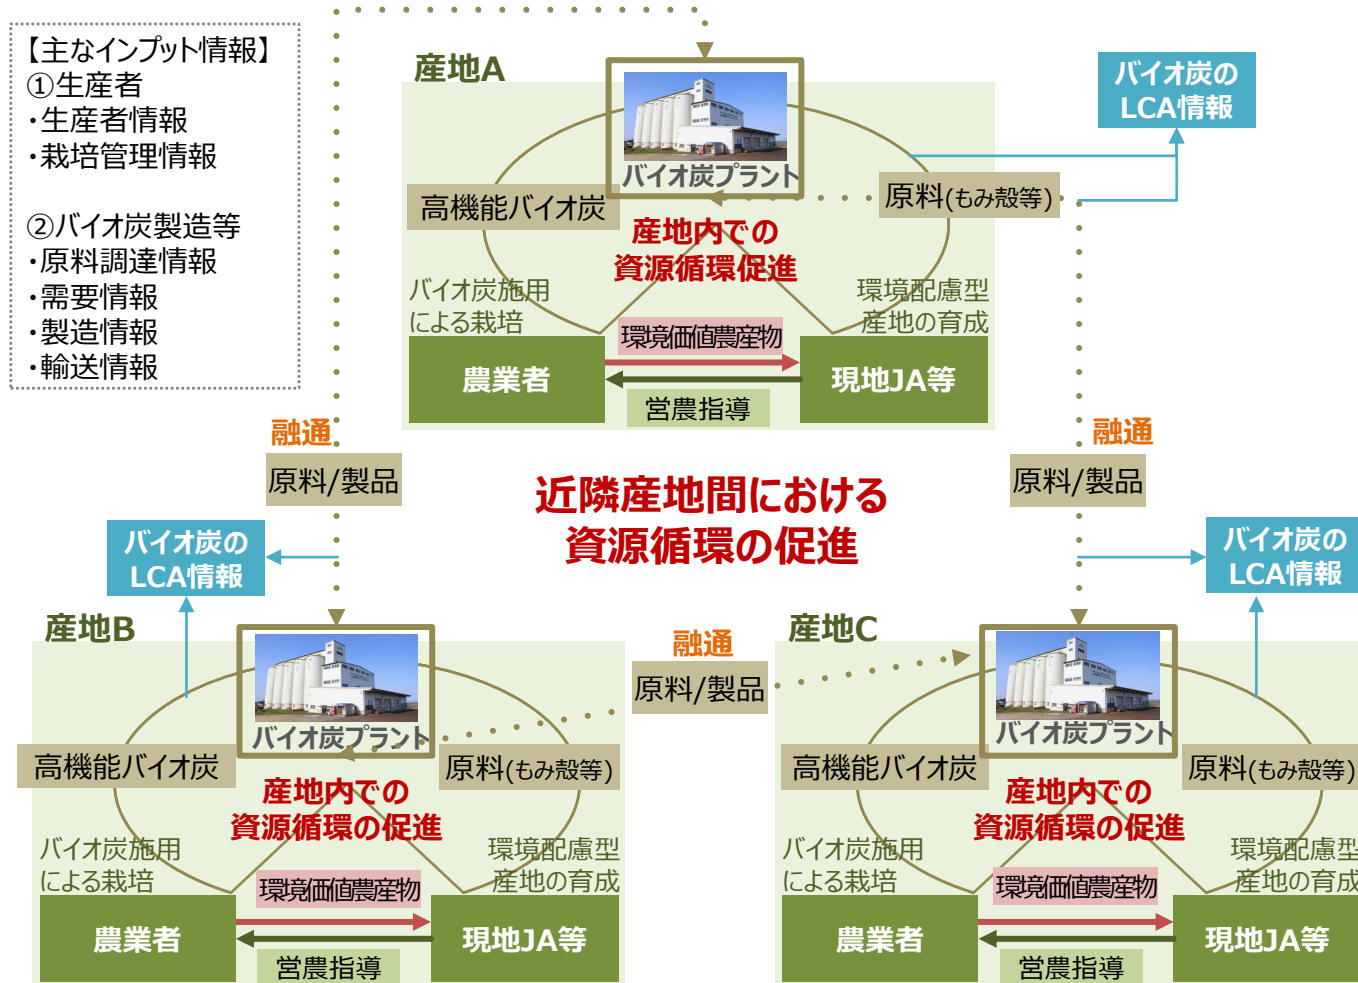 【主なインプット情報】
①生産者
・生産者情報
・栽培管理情報
②バイオ炭製造等
・原料調達情報
・需要情報
・製造情報
・輸送情報
産地A
バイオ炭プラント
高機能バイオ炭
原料(もみ殻等)
産地内での
資源循環促進
バイオ炭施用
による栽培
環境配慮型
産地の育成
環境価値農産物
農業者
現地JA等
営農指導
バイオ炭の
LCA情報
融通
原料/製品
融通
原料/製品
近隣産地間における
資源循環の促進
バイオ炭の
LCA情報
バイオ炭の
LCA情報
産地B
バイオ炭プラント
高機能バイオ炭
原料(もみ殻等)
産地内での
資源循環の促進
バイオ炭施用
による栽培
環境配慮型
産地の育成
環境価値農産物
農業者
現地JA等
営農指導
融通
原料/製品
産地C
バイオ炭プラント
高機能バイオ炭
原料(もみ殻等)
産地内での
資源循環の促進
バイオ炭施用
による栽培
環境配慮型
産地の育成
環境価値農産物
農業者
現地JA等
営農指導